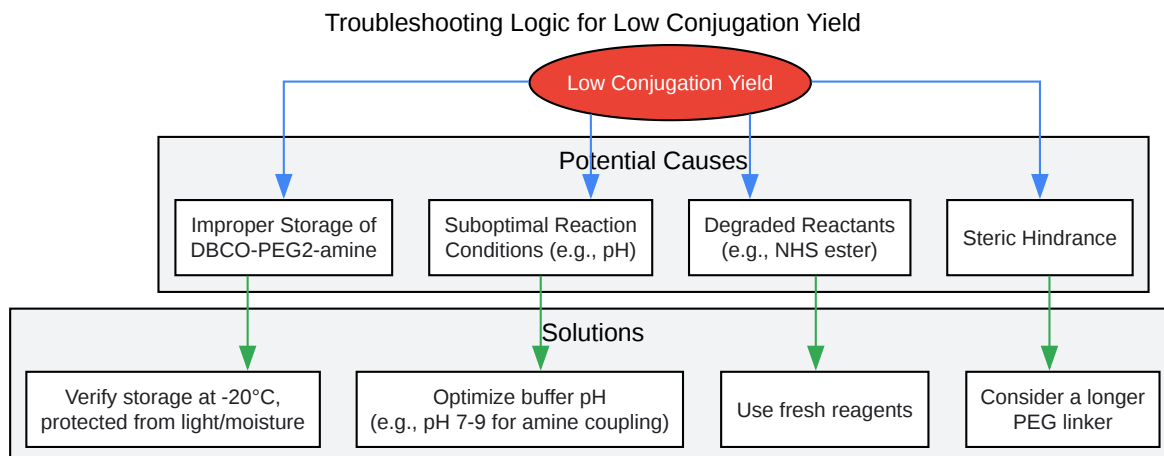 Troubleshooting Logic for Low Conjugation Yield
Low Conjugation Yield
Potential Causes
Improper Storage of
DBCO-PEG2-amine
Suboptimal Reaction
Conditions (e.g., pH)
Degraded Reactants
(e.g., NHS ester)
Steric Hindrance
Solutions
Verify storage at -20°C,
protected from light/moisture
Optimize buffer pH
(e.g., pH 7-9 for amine coupling)
Use fresh reagents
Consider a longer
PEG linker